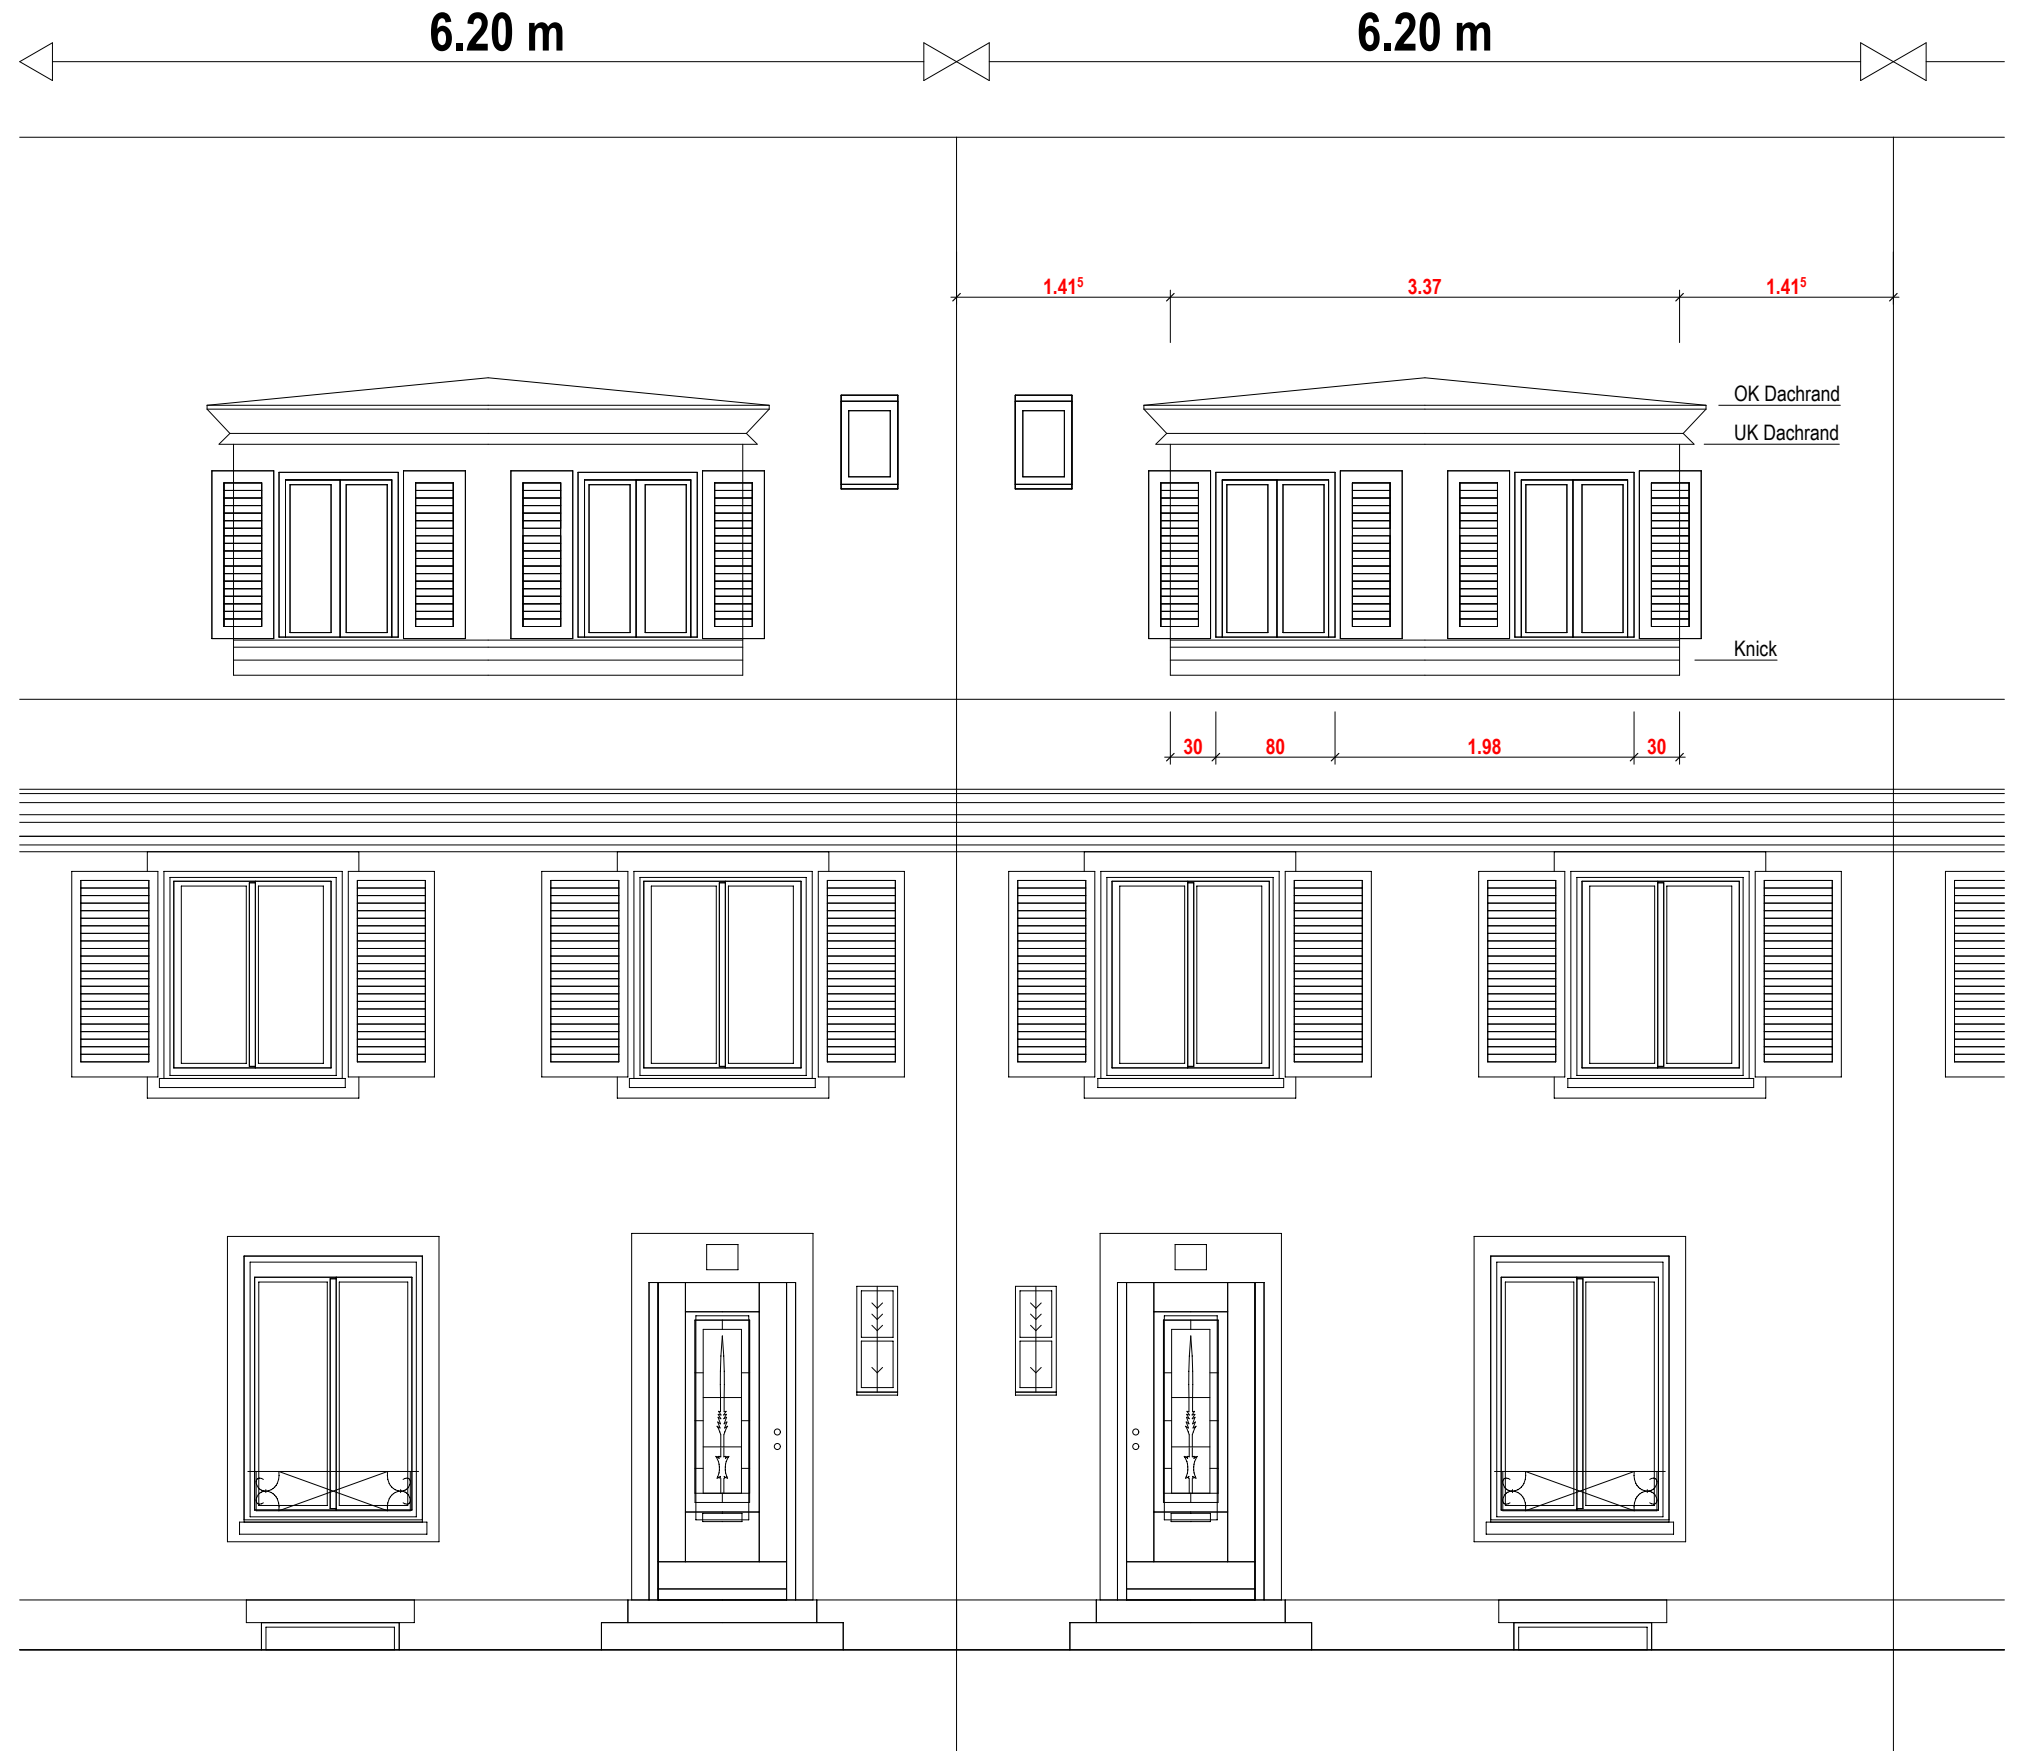 6.20 m 6.20 m
1.41⁵ 3.37 1.41⁵
OK Dachrand
UK Dachrand
Knick
30 80 1.98 30